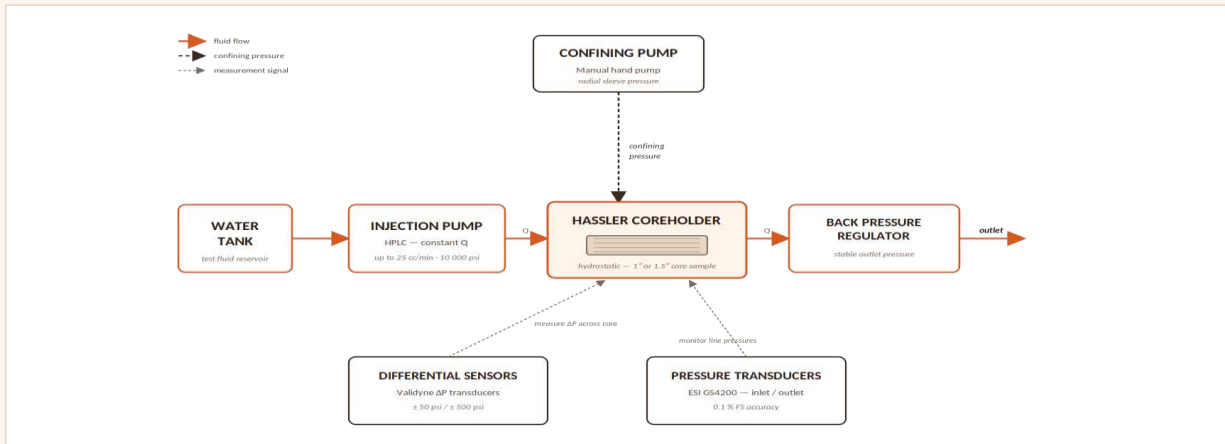 fluid flow
confining pressure
measurement signal
CONFINING PUMP
Manual hand pump
radial sleeve pressure
confining
pressure
WATER
TANK
test fluid reservoir
INJECTION PUMP
HPLC — constant Q
up to 25 cc/min · 10 000 psi
Q
HASSLER COREHOLDER
hydrostatic — 1" or 1.5" core sample
Q
BACK PRESSURE
REGULATOR
stable outlet pressure
outlet
measure ΔP across core
monitor line pressures
DIFFERENTIAL SENSORS
Validyne ΔP transducers
± 50 psi / ± 500 psi
PRESSURE TRANSDUCERS
ESI GS4200 — inlet / outlet
0.1 % FS accuracy